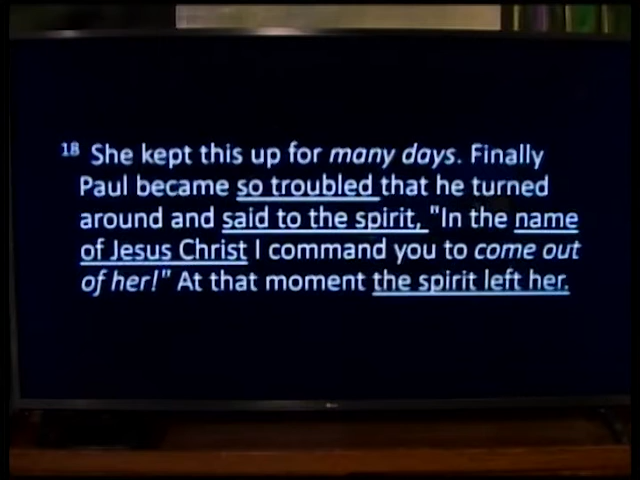 18 She kept this up for many days. Finally
Paul became so troubled that he turned
around and said to the spirit, "In the name
of Jesus Christ I command you to come out
of her!" At that moment the spirit left her.